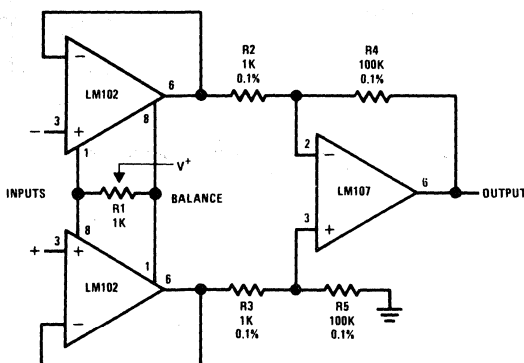 6
R2
1K
0.1%
R4
100K
0.1%
−
LM102
8
− 3 +
1
2 −
LM107
6 OUTPUT
3 +
V+
INPUTS
R1
1K
BALANCE
8
+ 3 +
1
6
LM102
−
R3
1K
0.1%
R5
100K
0.1%